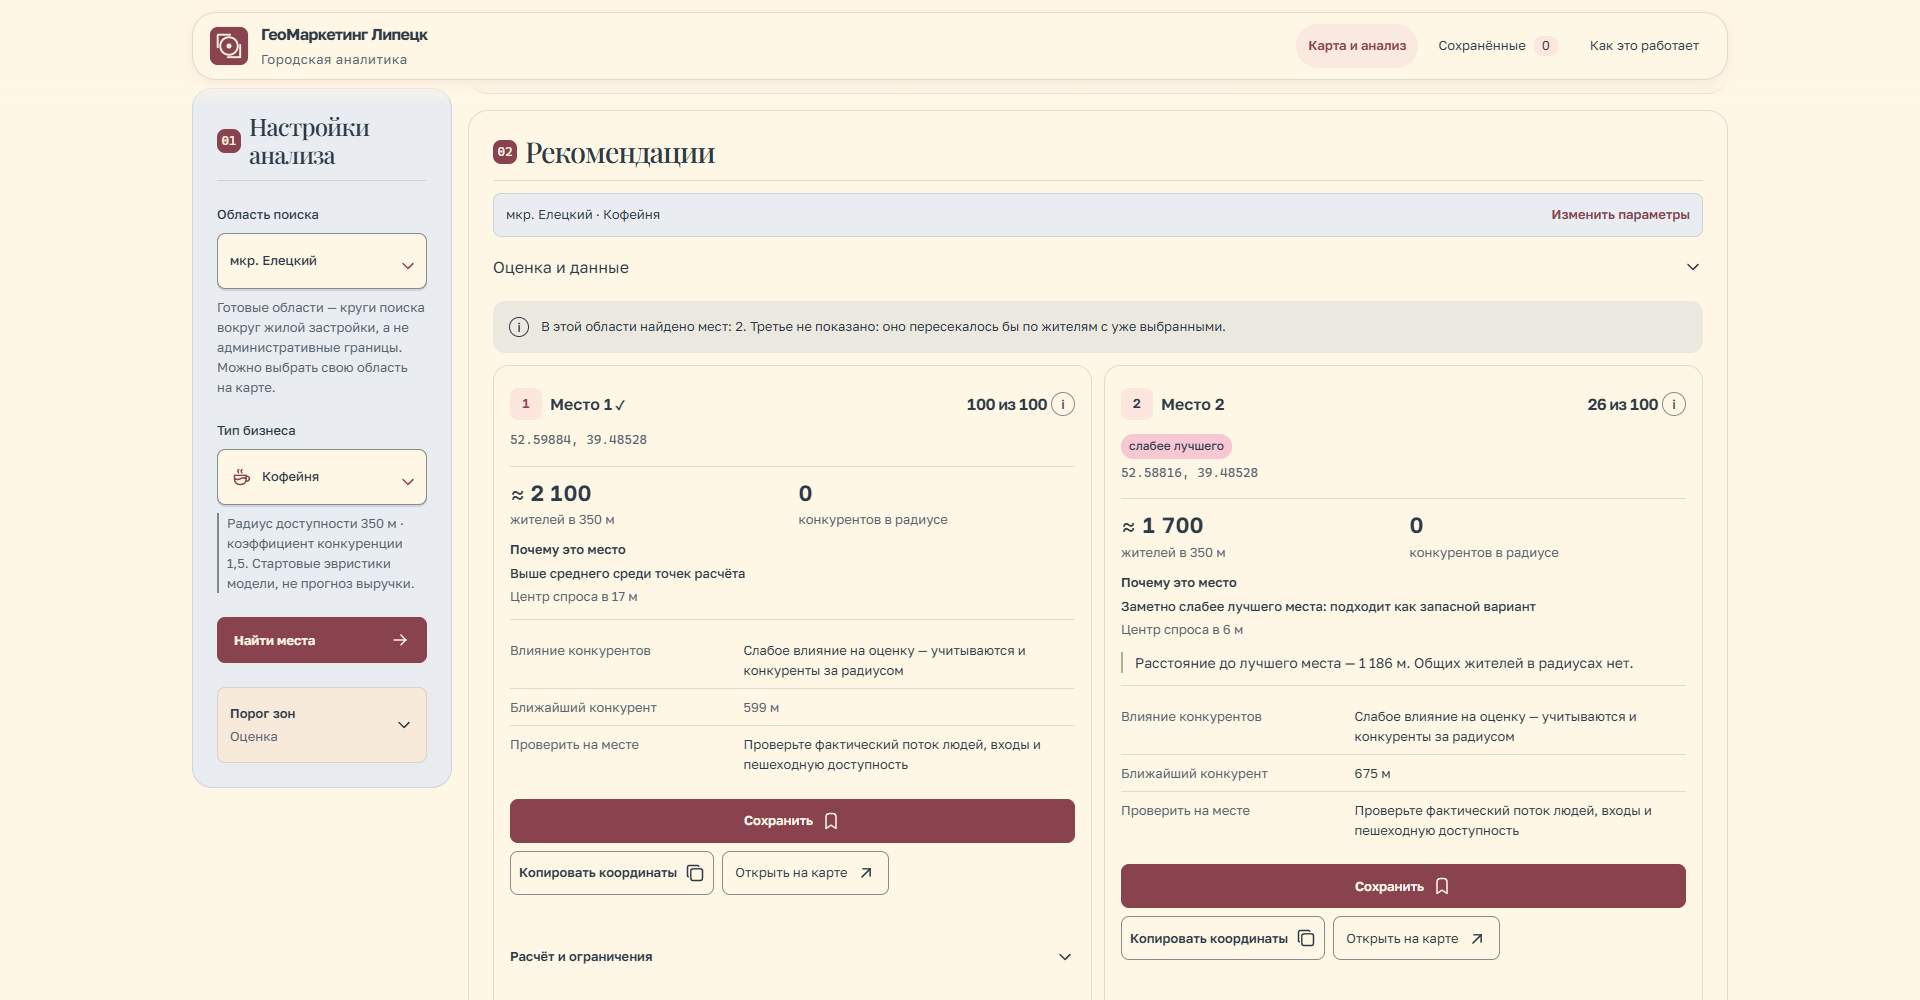 ГеоМаркетинг Липецк
Городская аналитика
Карта и анализ
Сохранённые 0
Как это работает
01 Настройки
анализа
Область поиска
мкр. Елецкий
Готовые области — круги поиска
вокруг жилой застройки, а не
административные границы.
Можно выбрать свою область
на карте.
Тип бизнеса
Кофейня
Радиус доступности 350 м ·
коэффициент конкуренции
1,5. Стартовые эвристики
модели, не прогноз выручки.
Найти места
Порог зон
Оценка
02 Рекомендации
мкр. Елецкий · Кофейня
Изменить параметры
Оценка и данные
В этой области найдено мест: 2. Третье не показано: оно пересекалось бы по жителям с уже выбранными.
1 Место 1 ✓
100 из 100
52.59884, 39.48528
≈ 2 100
жителей в 350 м
0
конкурентов в радиусе
Почему это место
Выше среднего среди точек расчёта
Центр спроса в 17 м
Влияние конкурентов
Слабое влияние на оценку — учитываются и
конкуренты за радиусом
Ближайший конкурент
599 м
Проверить на месте
Проверьте фактический поток людей, входы и
пешеходную доступность
Сохранить
Копировать координаты
Открыть на карте
Расчёт и ограничения
2 Место 2
26 из 100
слабее лучшего
52.58816, 39.48528
≈ 1 700
жителей в 350 м
0
конкурентов в радиусе
Почему это место
Заметно слабее лучшего места: подходит как запасной вариант
Центр спроса в 6 м
Расстояние до лучшего места — 1 186 м. Общих жителей в радиусах нет.
Влияние конкурентов
Слабое влияние на оценку — учитываются и
конкуренты за радиусом
Ближайший конкурент
675 м
Проверить на месте
Проверьте фактический поток людей, входы и
пешеходную доступность
Сохранить
Копировать координаты
Открыть на карте